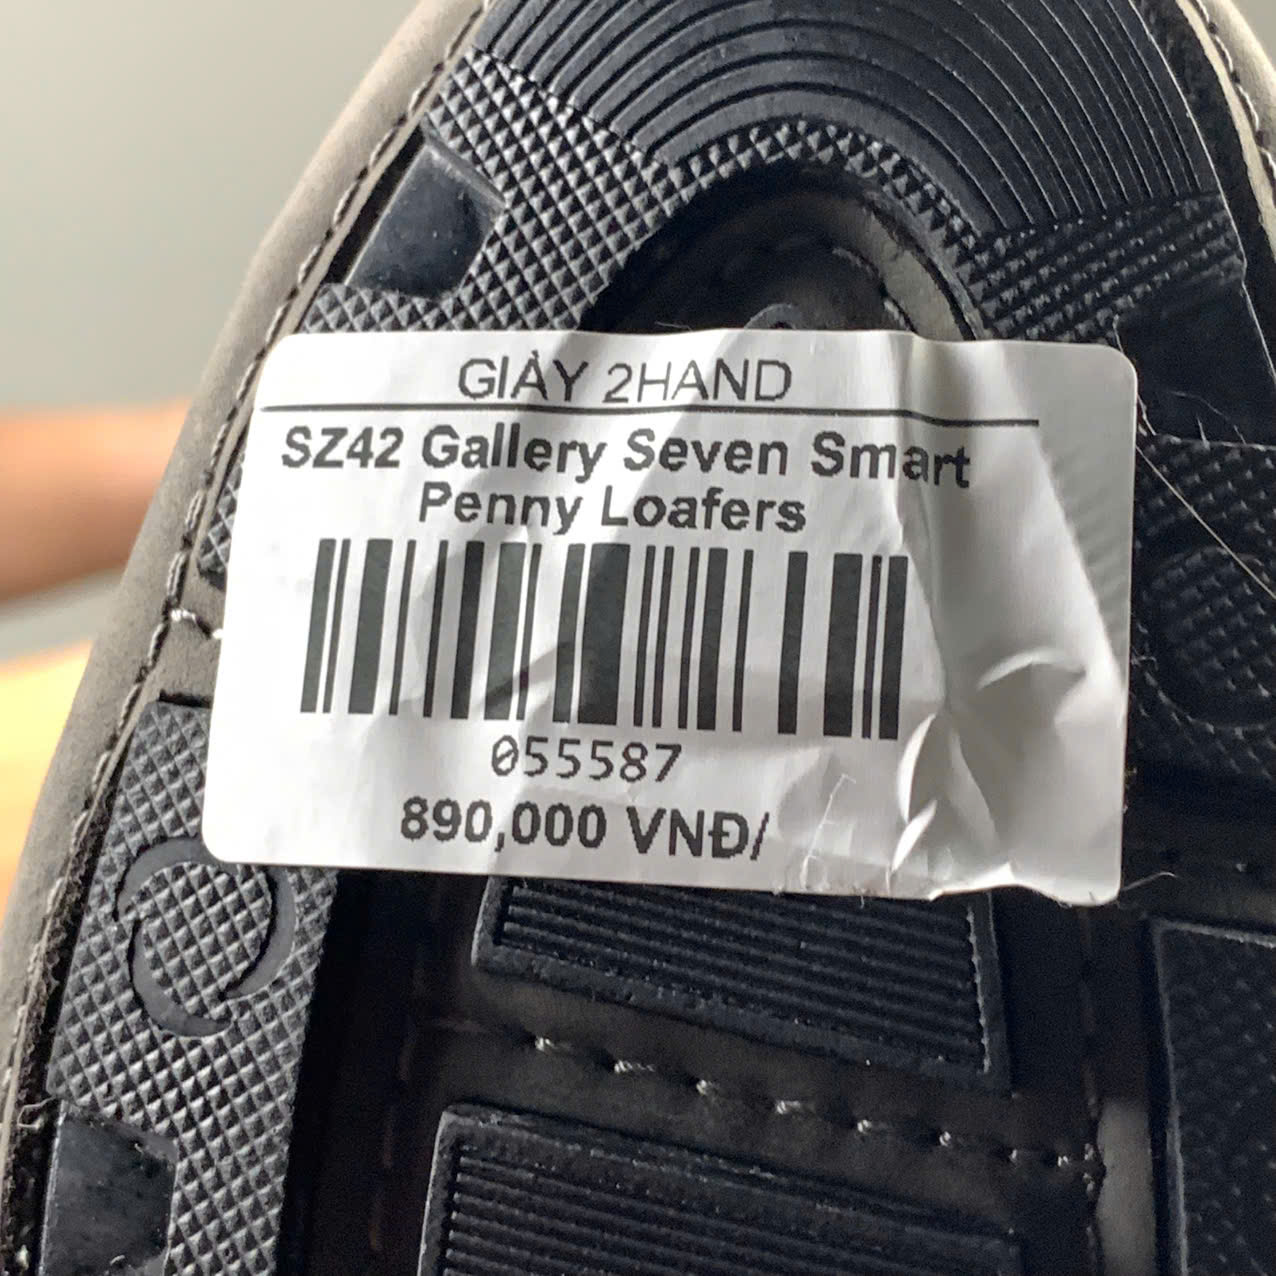 GIÀY 2HAND
SZ42 Gallery Seven Smart
Penny Loafers
055587
890,000 VNĐ/